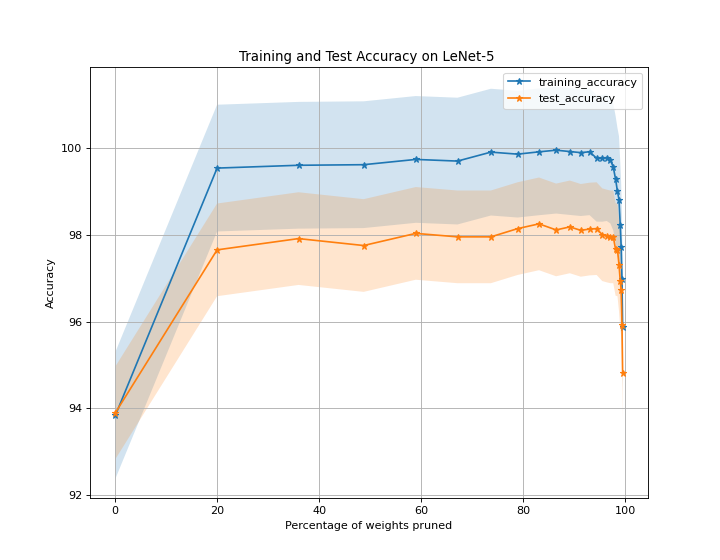 Training and Test Accuracy on LeNet-5
training_accuracy
test_accuracy
100
98
96
94
92
Accuracy
0 20 40 60 80 100
Percentage of weights pruned